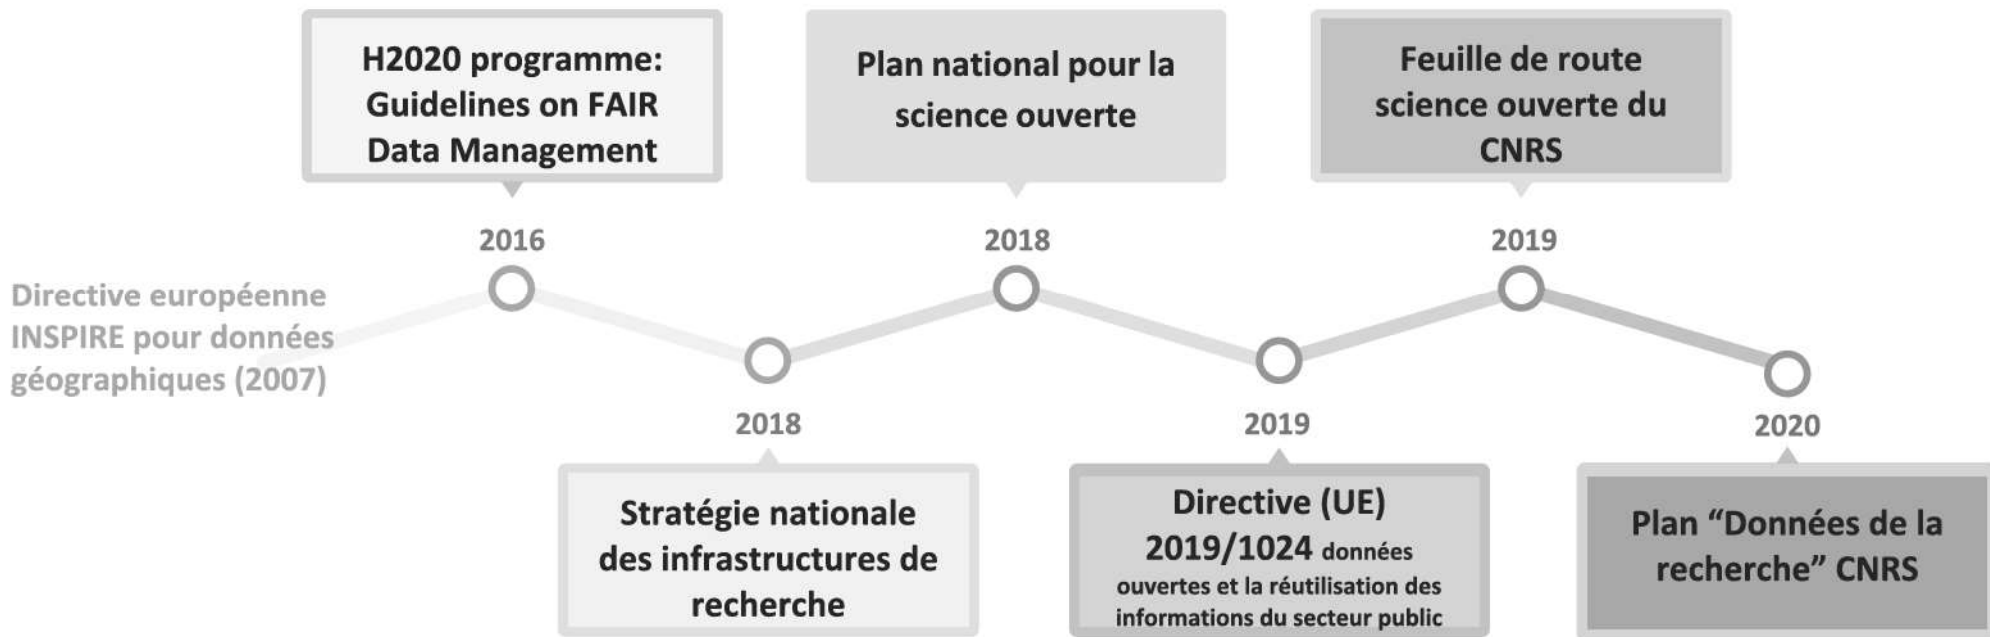 H2020 programme:
Guidelines on FAIR
Data Management
Plan national pour la
science ouverte
Feuille de route
science ouverte du
CNRS
2016
2018
2019
Directive européenne
INSPIRE pour données
géographiques (2007)
2018
2019
2020
Stratégie nationale
des infrastructures de
recherche
Directive (UE)
2019/1024 données
ouvertes et la réutilisation des
informations du secteur public
Plan “Données de la
recherche” CNRS